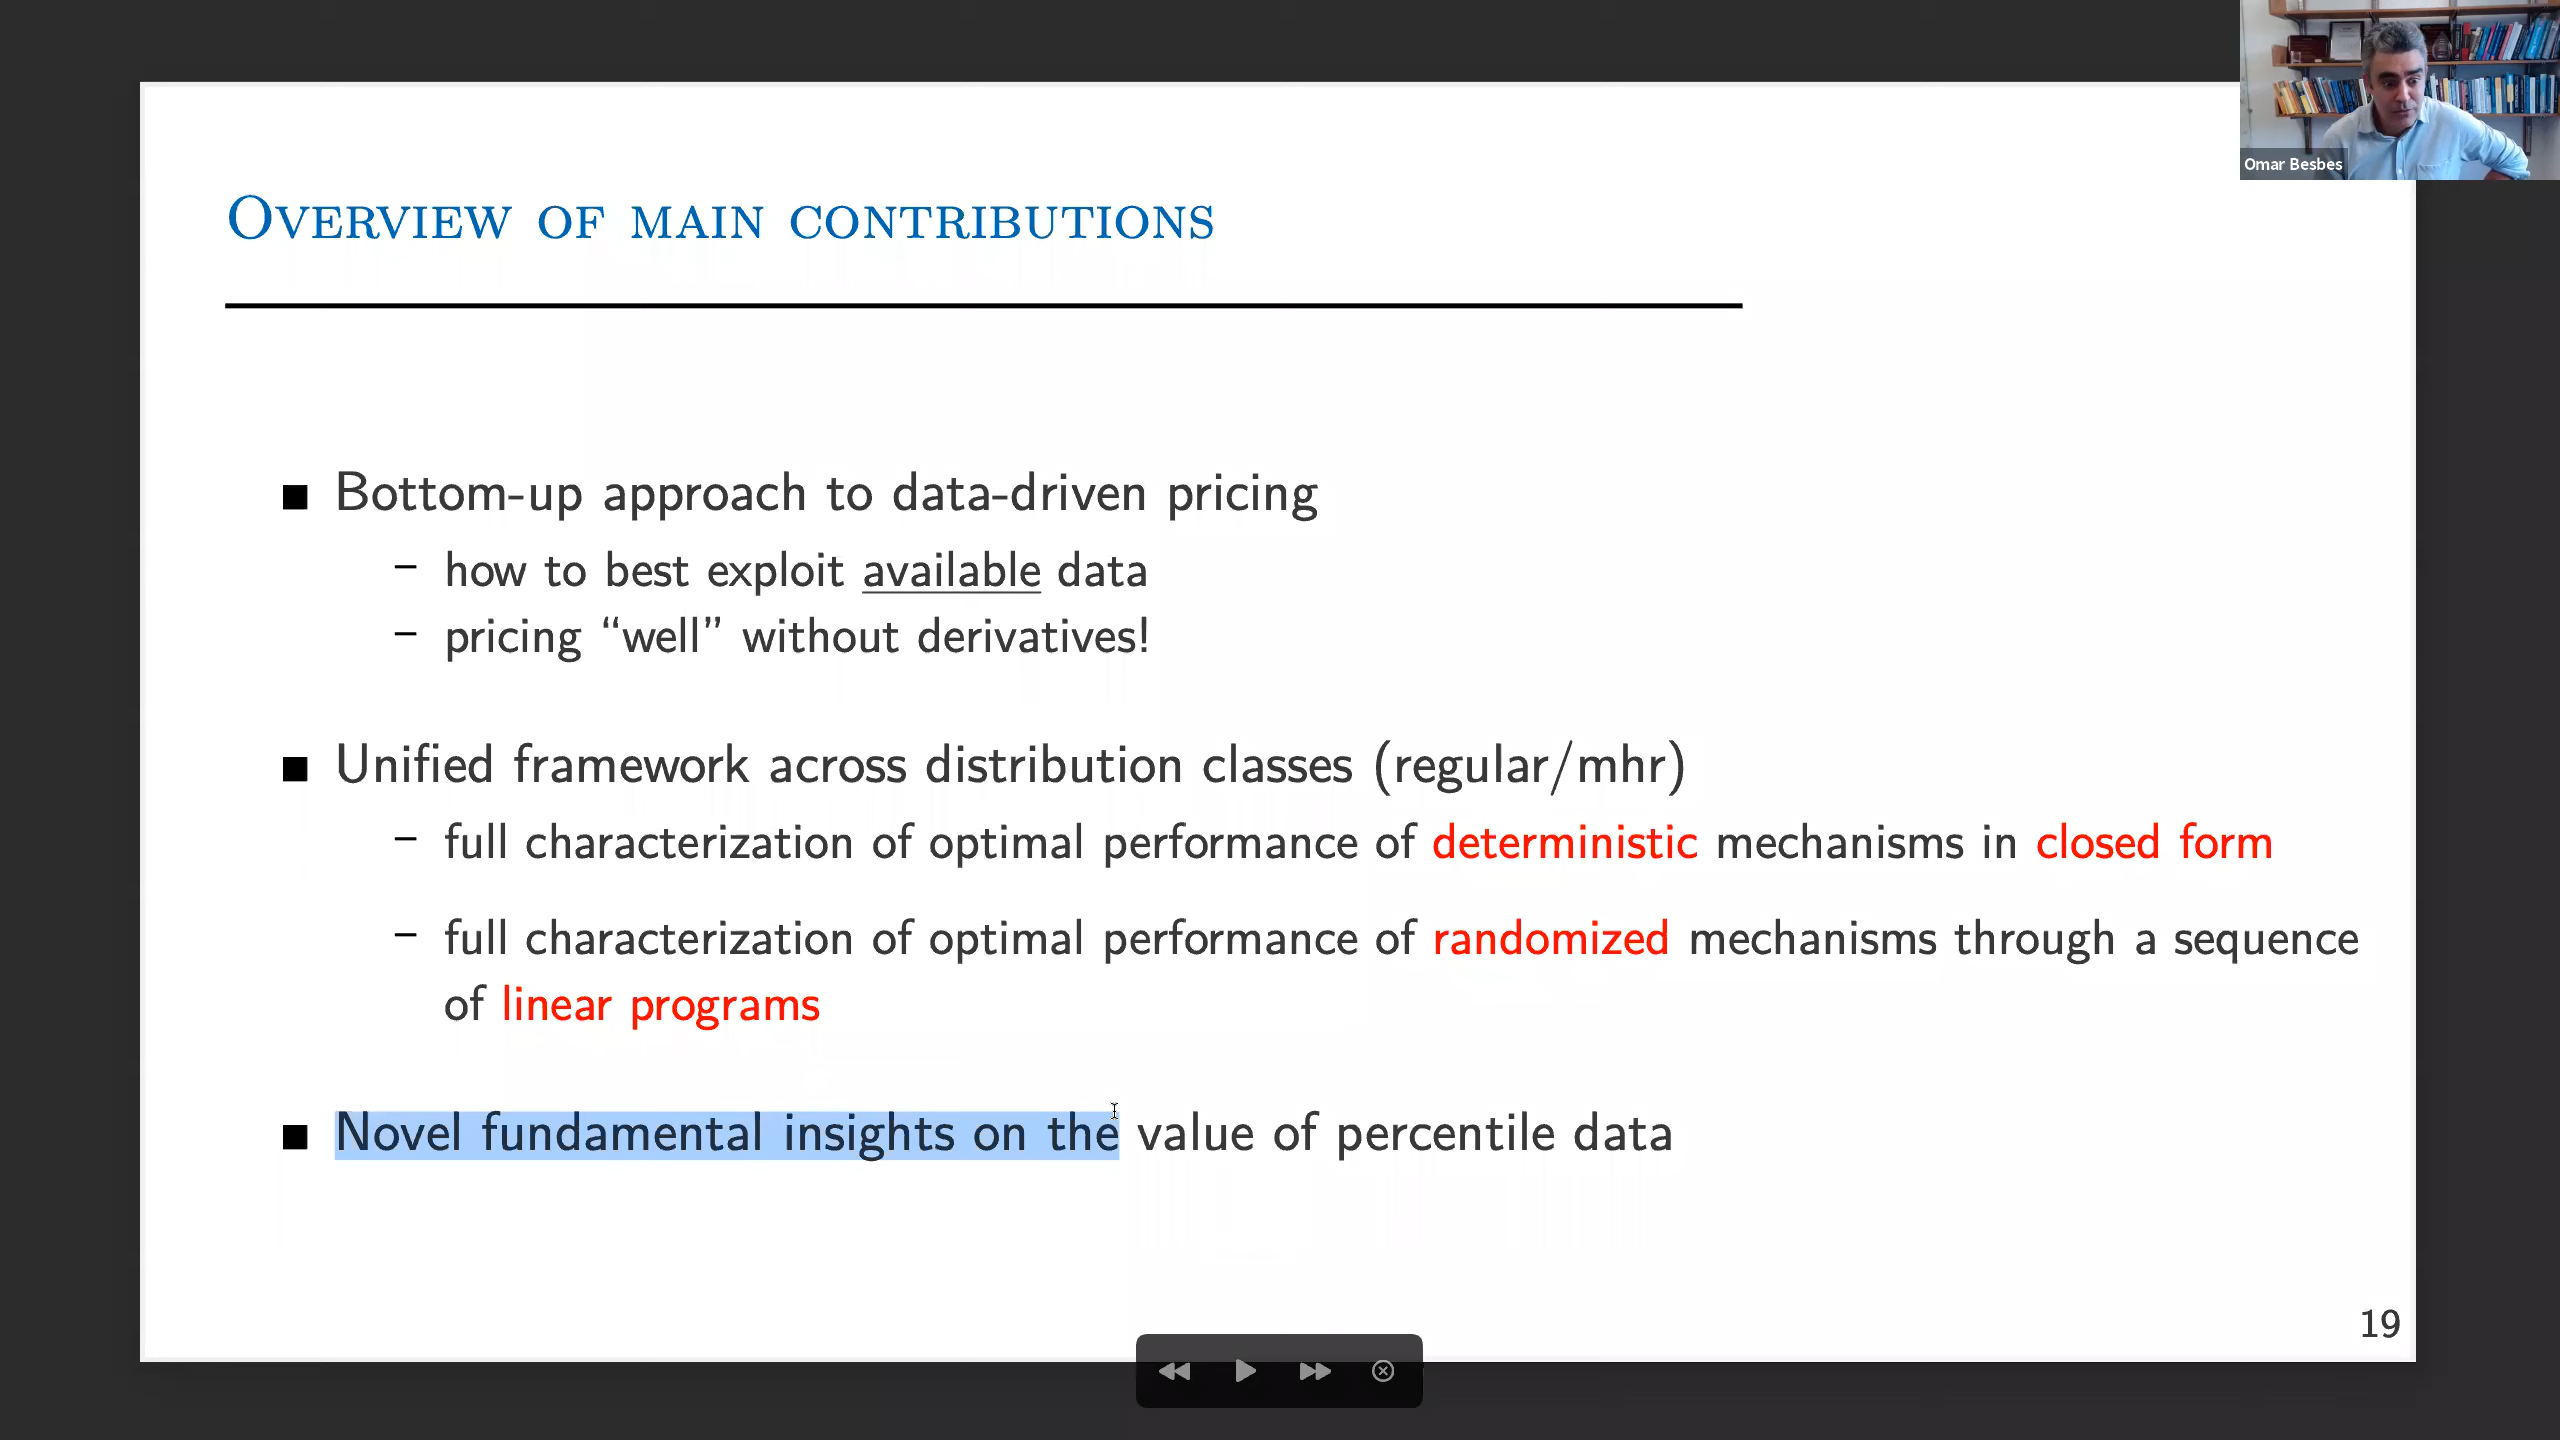 Omar Besbes
Overview of main contributions
■ Bottom-up approach to data-driven pricing
– how to best exploit available data
– pricing “well” without derivatives!
■ Unified framework across distribution classes (regular/mhr)
– full characterization of optimal performance of deterministic mechanisms in closed form
– full characterization of optimal performance of randomized mechanisms through a sequence
of linear programs
■ Novel fundamental insights on the value of percentile data
19